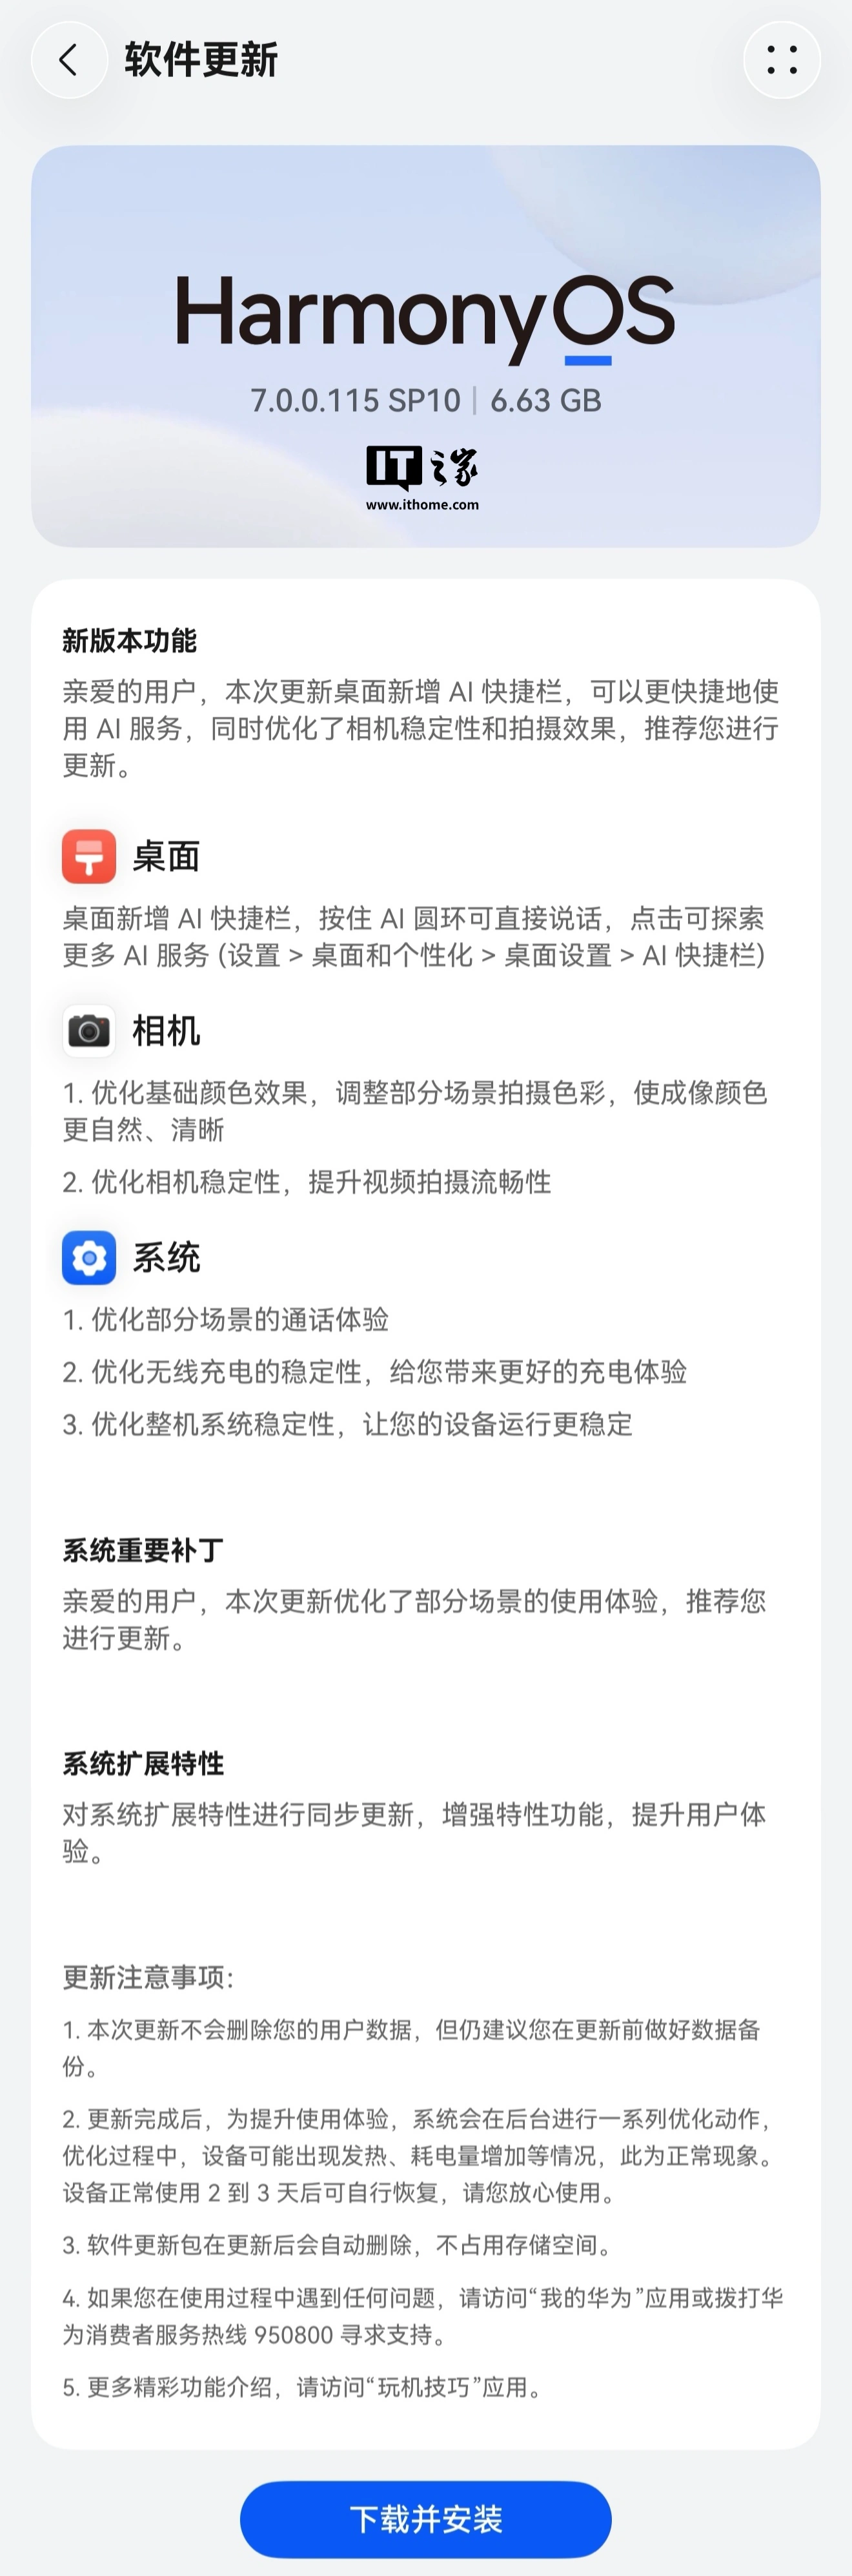 软件更新
HarmonyOS
7.0.0.115 SP10 | 6.63 GB
IT之家
www.ithome.com
新版本功能
亲爱的用户，本次更新桌面新增 AI 快捷栏，可以更快捷地使
用 AI 服务，同时优化了相机稳定性和拍摄效果，推荐您进行
更新。
桌面
桌面新增 AI 快捷栏，按住 AI 圆环可直接说话，点击可探索
更多 AI 服务 (设置 > 桌面和个性化 > 桌面设置 > AI 快捷栏)
相机
1. 优化基础颜色效果，调整部分场景拍摄色彩，使成像颜色
更自然、清晰
2. 优化相机稳定性，提升视频拍摄流畅性
系统
1. 优化部分场景的通话体验
2. 优化无线充电的稳定性，给您带来更好的充电体验
3. 优化整机系统稳定性，让您的设备运行更稳定
系统重要补丁
亲爱的用户，本次更新优化了部分场景的使用体验，推荐您
进行更新。
系统扩展特性
对系统扩展特性进行同步更新，增强特性功能，提升用户体
验。
更新注意事项：
1. 本次更新不会删除您的用户数据，但仍建议您在更新前做好数据备
份。
2. 更新完成后，为提升使用体验，系统会在后台进行一系列优化动作，
优化过程中，设备可能出现发热、耗电量增加等情况，此为正常现象。
设备正常使用 2 到 3 天后可自行恢复，请您放心使用。
3. 软件更新包在更新后会自动删除，不占用存储空间。
4. 如果您在使用过程中遇到任何问题，请访问“我的华为”应用或拨打华
为消费者服务热线 950800 寻求支持。
5. 更多精彩功能介绍，请访问“玩机技巧”应用。
下载并安装